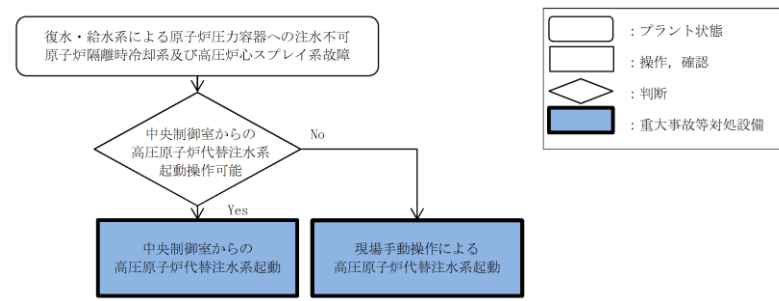 復水・給水系による原子炉圧力容器への注水不可
原子炉隔離時冷却系及び高圧炉心スプレイ系故障
中央制御室からの
高圧原子炉代替注水系
起動操作可能
No
Yes
中央制御室からの
高圧原子炉代替注水系起動
現場手動操作による
高圧原子炉代替注水系起動
：プラント状態
：操作，確認
：判断
：重大事故等対処設備